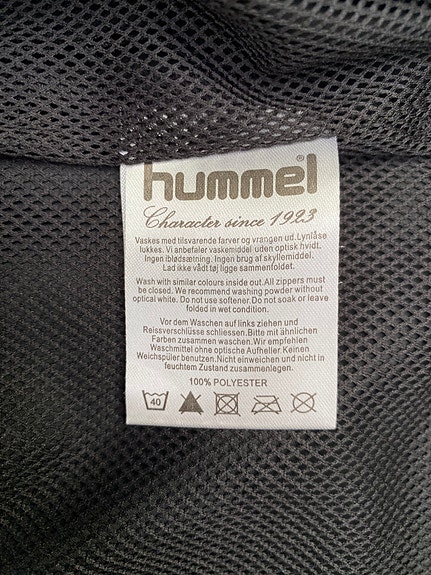 hummel®
Character since 1923
Vaskes med tilsvarende farver og vrangen ud.Lynlåse
lukkes. Vi anbefaler vaskemiddel uden optisk hvidt.
Ingen iblødsætning. Ingen brug af skyllemiddel.
Lad ikke vådt tøj ligge sammenfoldet.
Wash with similar colours inside out.All zippers must
be closed. We recommend washing powder without
optical white.Do not use softener.Do not soak or leave
folded in wet condition.
Vor dem Waschen auf links ziehen und
Reissverschlüsse schliessen.Bitte mit ähnlichen
Farben zusammen waschen.Wir empfehlen
Waschmittel ohne optische Aufheller.Keinen
Weichspüler benutzen.Nicht einweichen und nicht in
feuchtem Zustand zusammenlegen.
100% POLYESTER
40